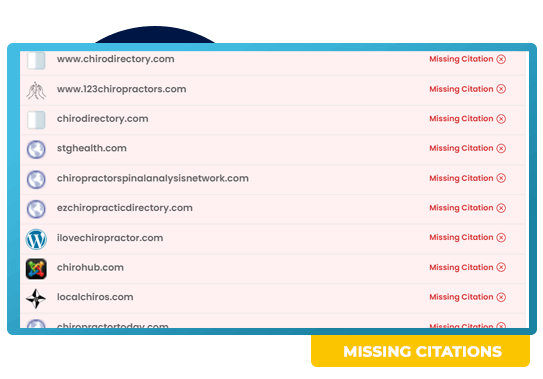 www.chirodirectory.com Missing Citation
www.123chiropractors.com Missing Citation
chirodirectory.com Missing Citation
stghealth.com Missing Citation
chiropractorspinalanalysisnetwork.com Missing Citation
ezchiropracticdirectory.com Missing Citation
ilovechiropractor.com Missing Citation
chirohub.com Missing Citation
localchiros.com Missing Citation
chiropractortoday.com Missing Citation
MISSING CITATIONS